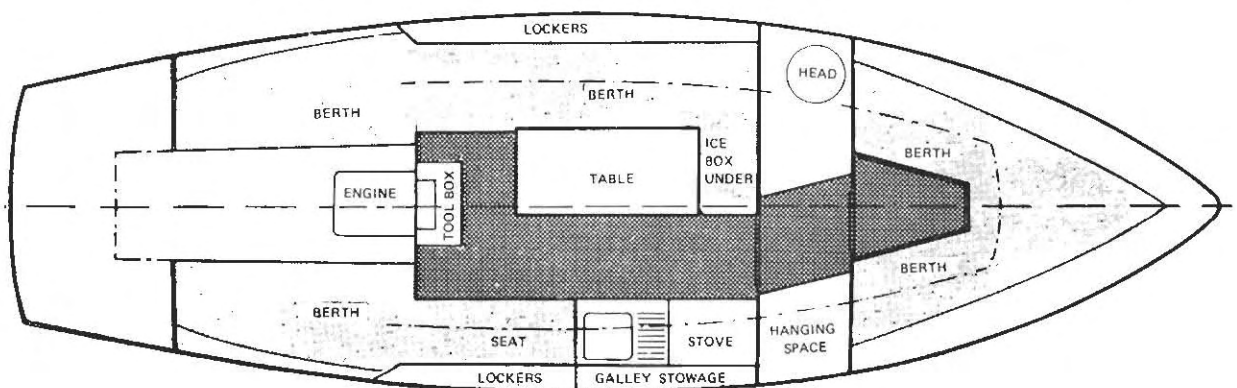 LOCKERS
HEAD
BERTH
BERTH
ICE
BOX
UNDER
BERTH
TABLE
ENGINE
TOOL BOX
BERTH
BERTH
SEAT
STOVE
HANGING
SPACE
LOCKERS
GALLEY STOWAGE